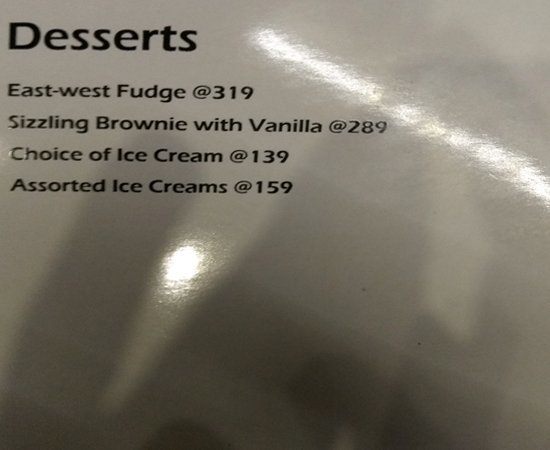 Desserts
East-west Fudge @319
Sizzling Brownie with Vanilla @289
Choice of Ice Cream @139
Assorted Ice Creams @159